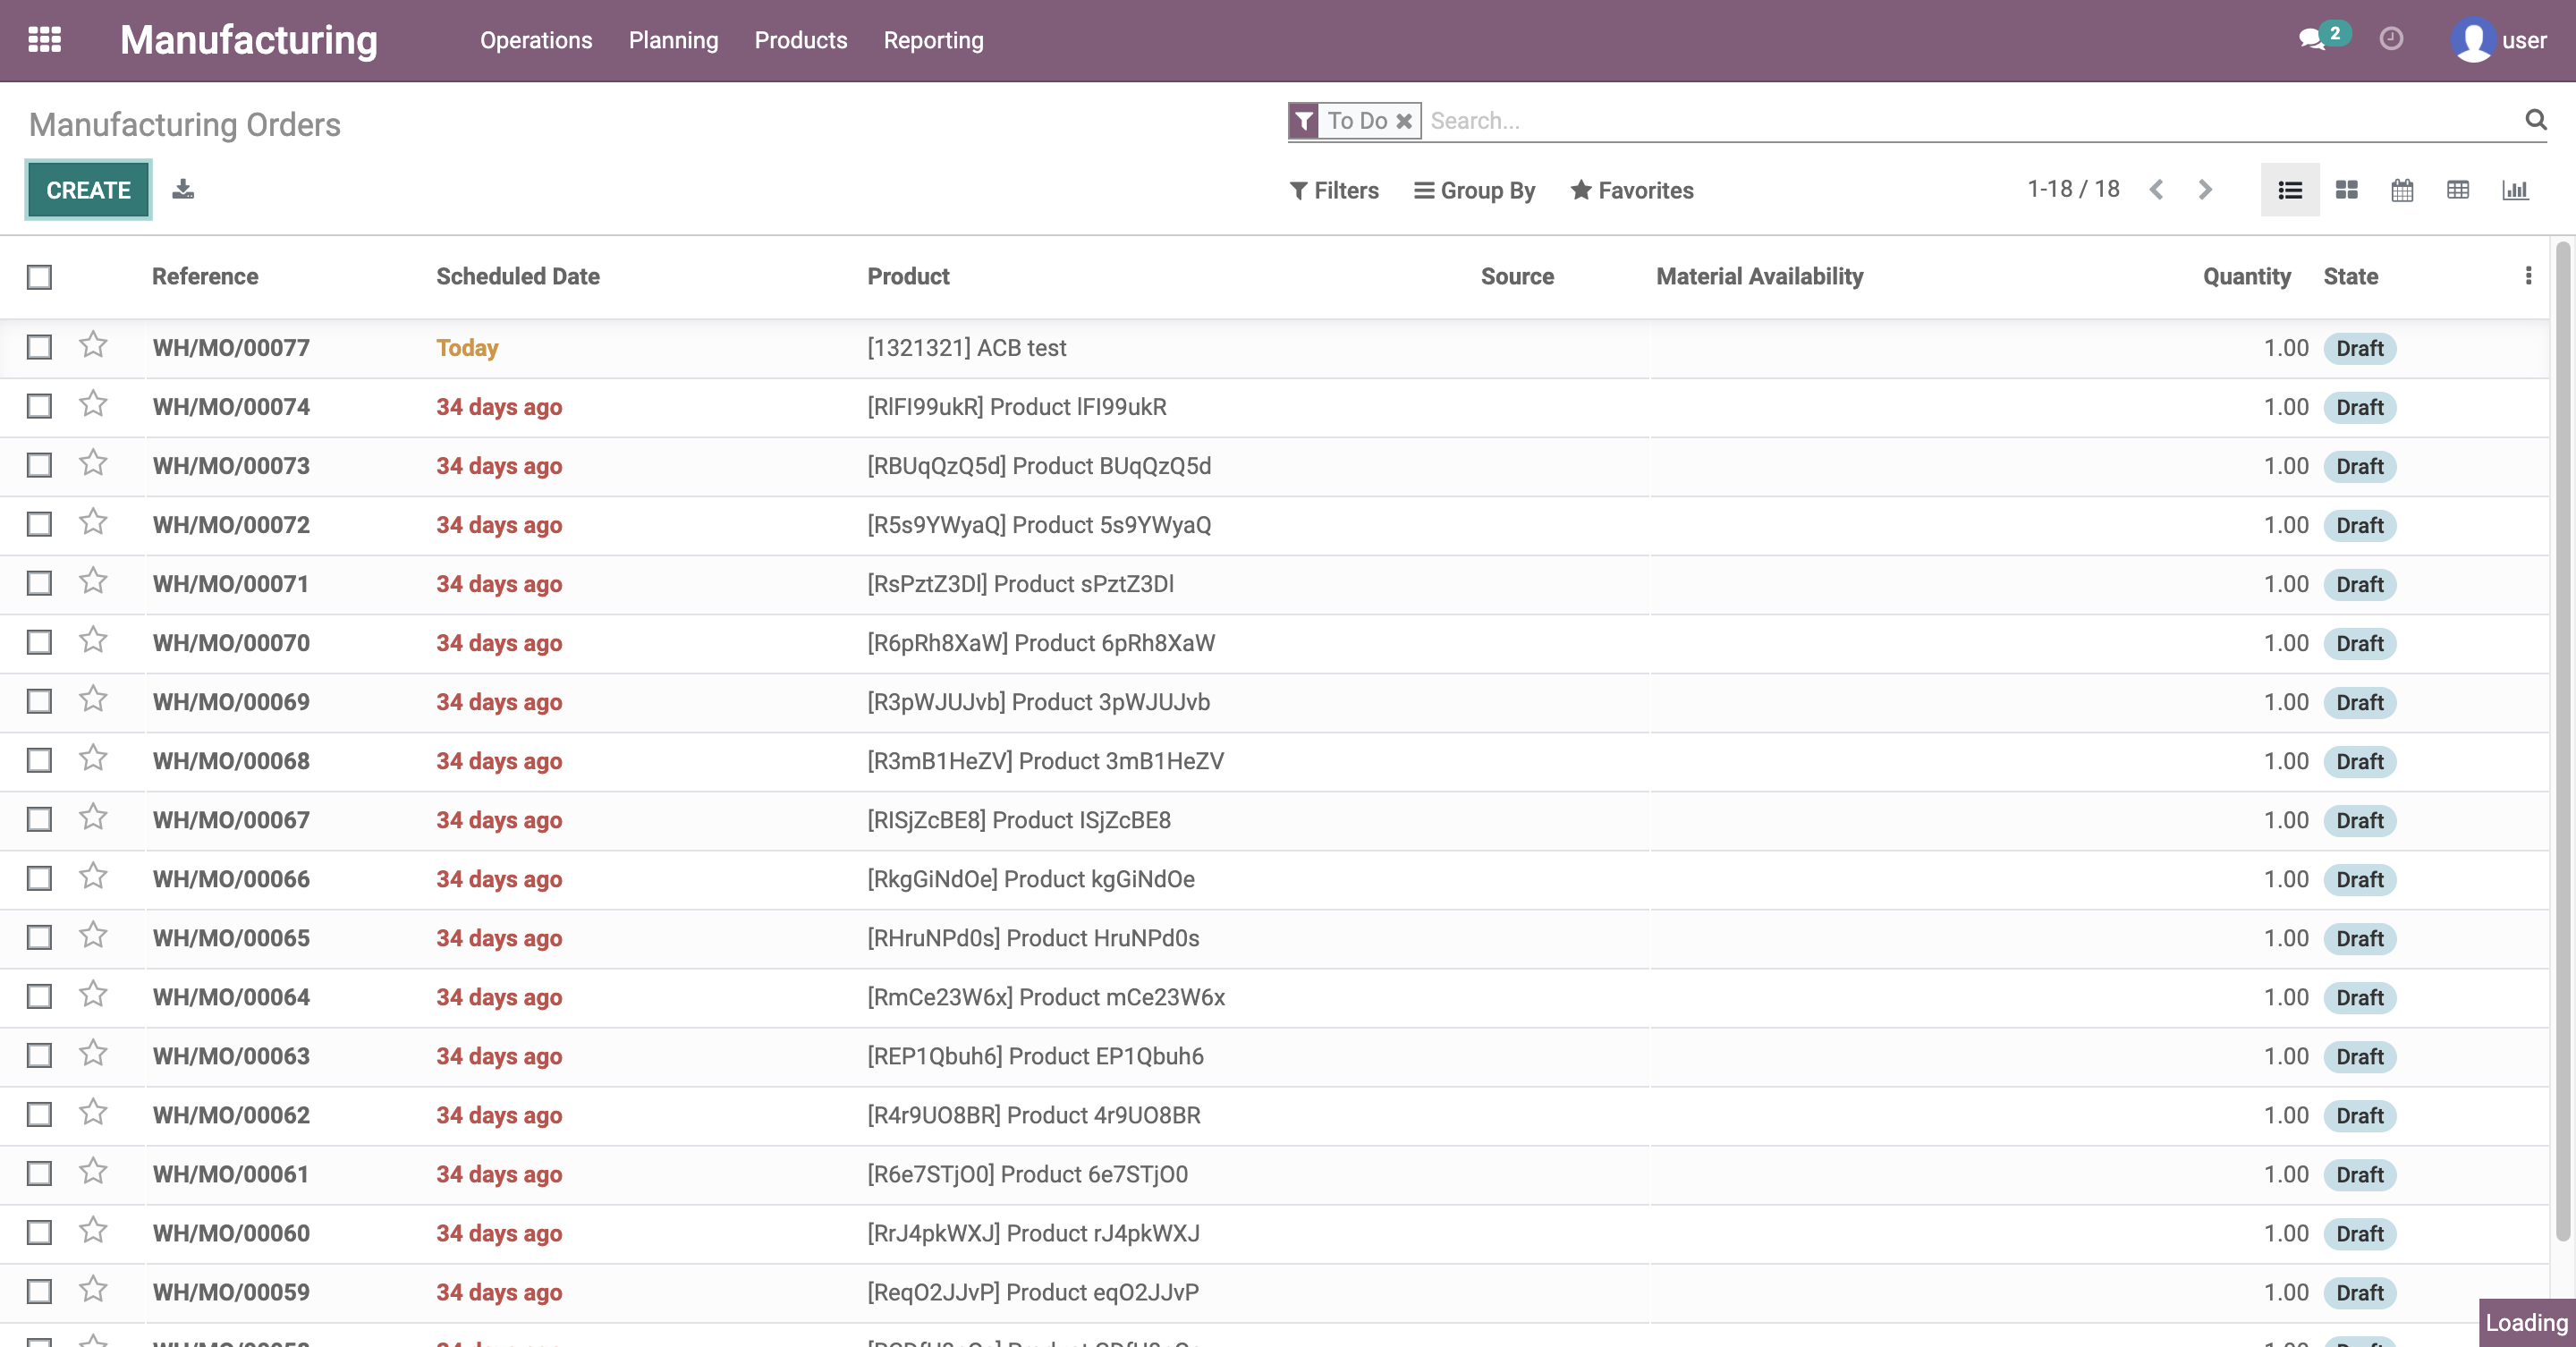 Manufacturing Operations Planning Products Reporting 2 user
Manufacturing Orders To Do Search...
CREATE Filters Group By Favorites 1-18 / 18
Reference Scheduled Date Product Source Material Availability Quantity State
WH/MO/00077 Today [1321321] ACB test 1.00 Draft
WH/MO/00074 34 days ago [RlFI99ukR] Product lFI99ukR 1.00 Draft
WH/MO/00073 34 days ago [RBUqQzQ5d] Product BUqQzQ5d 1.00 Draft
WH/MO/00072 34 days ago [R5s9YWyaQ] Product 5s9YWyaQ 1.00 Draft
WH/MO/00071 34 days ago [RsPztZ3Dl] Product sPztZ3Dl 1.00 Draft
WH/MO/00070 34 days ago [R6pRh8XaW] Product 6pRh8XaW 1.00 Draft
WH/MO/00069 34 days ago [R3pWJUJvb] Product 3pWJUJvb 1.00 Draft
WH/MO/00068 34 days ago [R3mB1HeZV] Product 3mB1HeZV 1.00 Draft
WH/MO/00067 34 days ago [RISjZcBE8] Product ISjZcBE8 1.00 Draft
WH/MO/00066 34 days ago [RkgGiNdOe] Product kgGiNdOe 1.00 Draft
WH/MO/00065 34 days ago [RHruNPd0s] Product HruNPd0s 1.00 Draft
WH/MO/00064 34 days ago [RmCe23W6x] Product mCe23W6x 1.00 Draft
WH/MO/00063 34 days ago [REP1Qbuh6] Product EP1Qbuh6 1.00 Draft
WH/MO/00062 34 days ago [R4r9UO8BR] Product 4r9UO8BR 1.00 Draft
WH/MO/00061 34 days ago [R6e7STjO0] Product 6e7STjO0 1.00 Draft
WH/MO/00060 34 days ago [RrJ4pkWXJ] Product rJ4pkWXJ 1.00 Draft
WH/MO/00059 34 days ago [ReqO2JJvP] Product eqO2JJvP 1.00 Draft
Loading